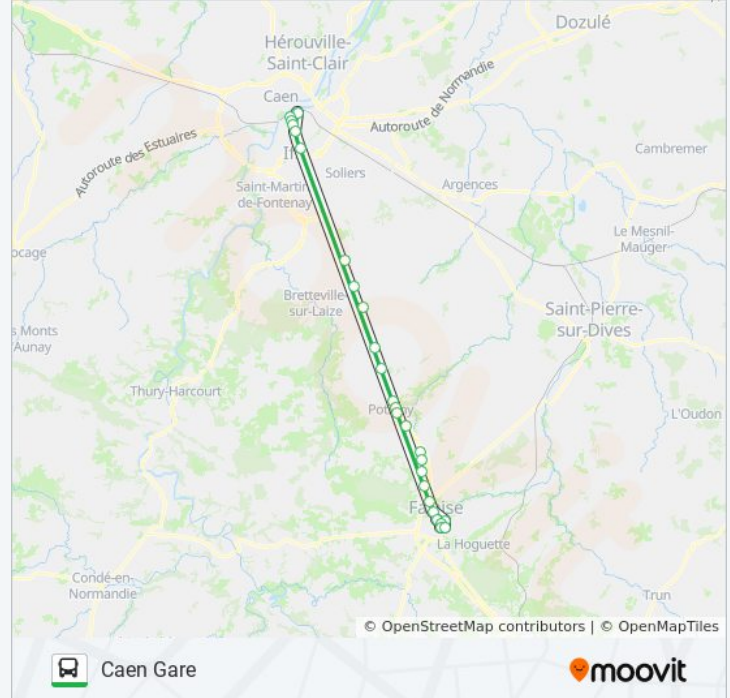 Dozulé
Hérouville-
Saint-Clair
Caen
Autoroute de Normandie
Autoroute des Estuaires
If
Soliers
Cambremer
Saint-Martin
de-Fontenay
Argences
Le Mesnil-
Mauger
ocage
Bretteville-
sur-Laize
Saint-Pierre-
sur-Dives
s Monts
Aunay
Thury-Harcourt
L'Oudon
La Hoguette
Condé-en-
Normandie
Trun
© OpenStreetMap contributors | © OpenMapTiles
Caen Gare
moovit